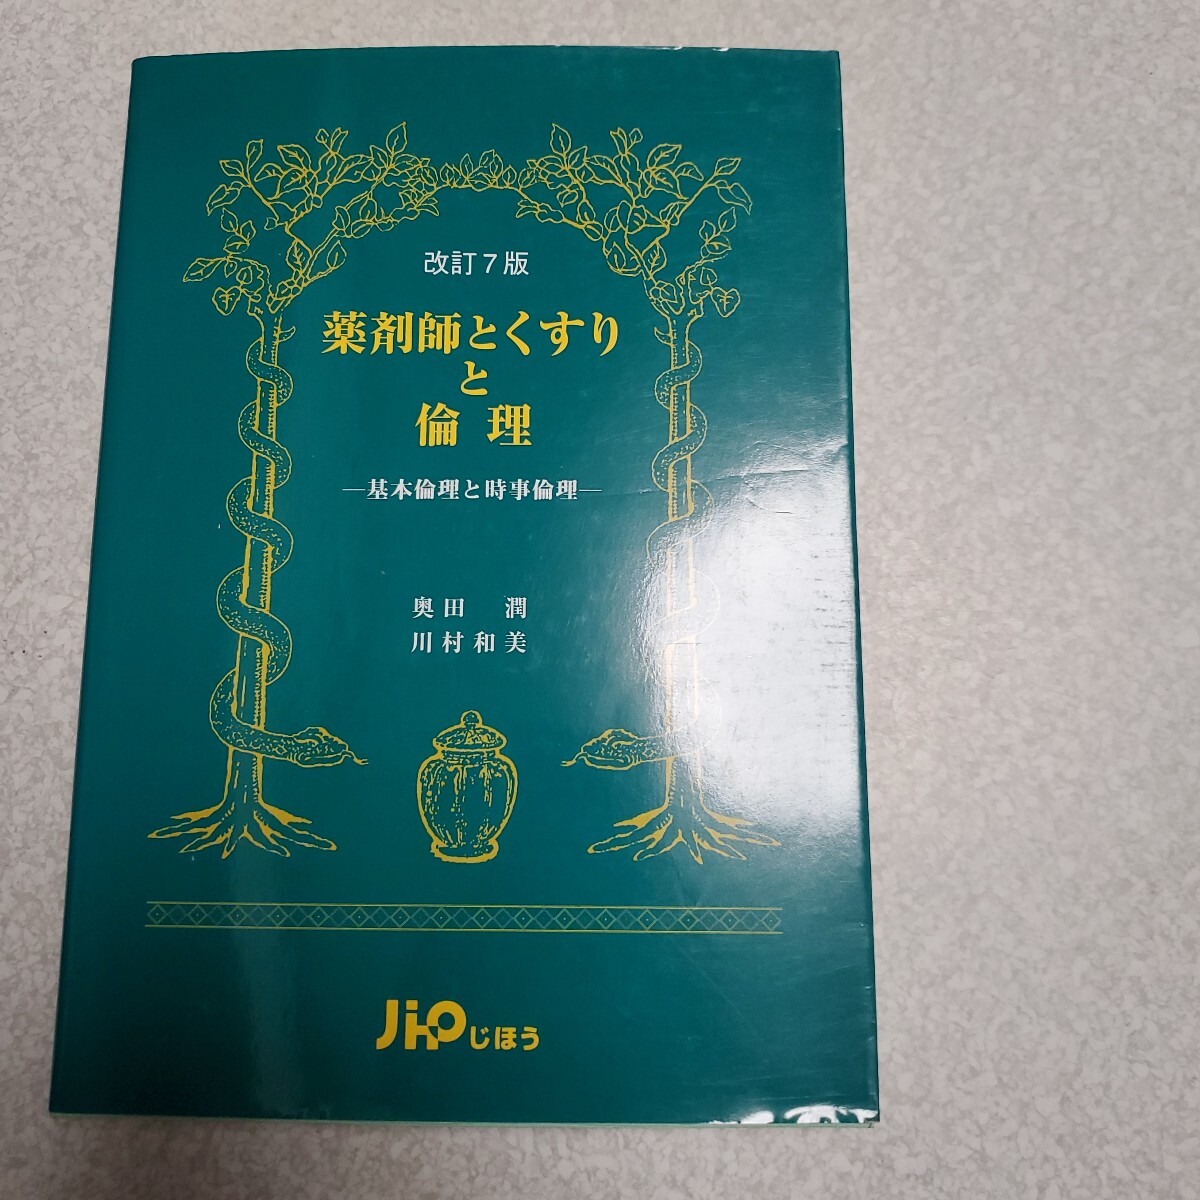 改訂7版
薬剤師とくすり
と
倫理
―基本倫理と時事倫理―
奥田 潤
川村和美
JIHO じほう